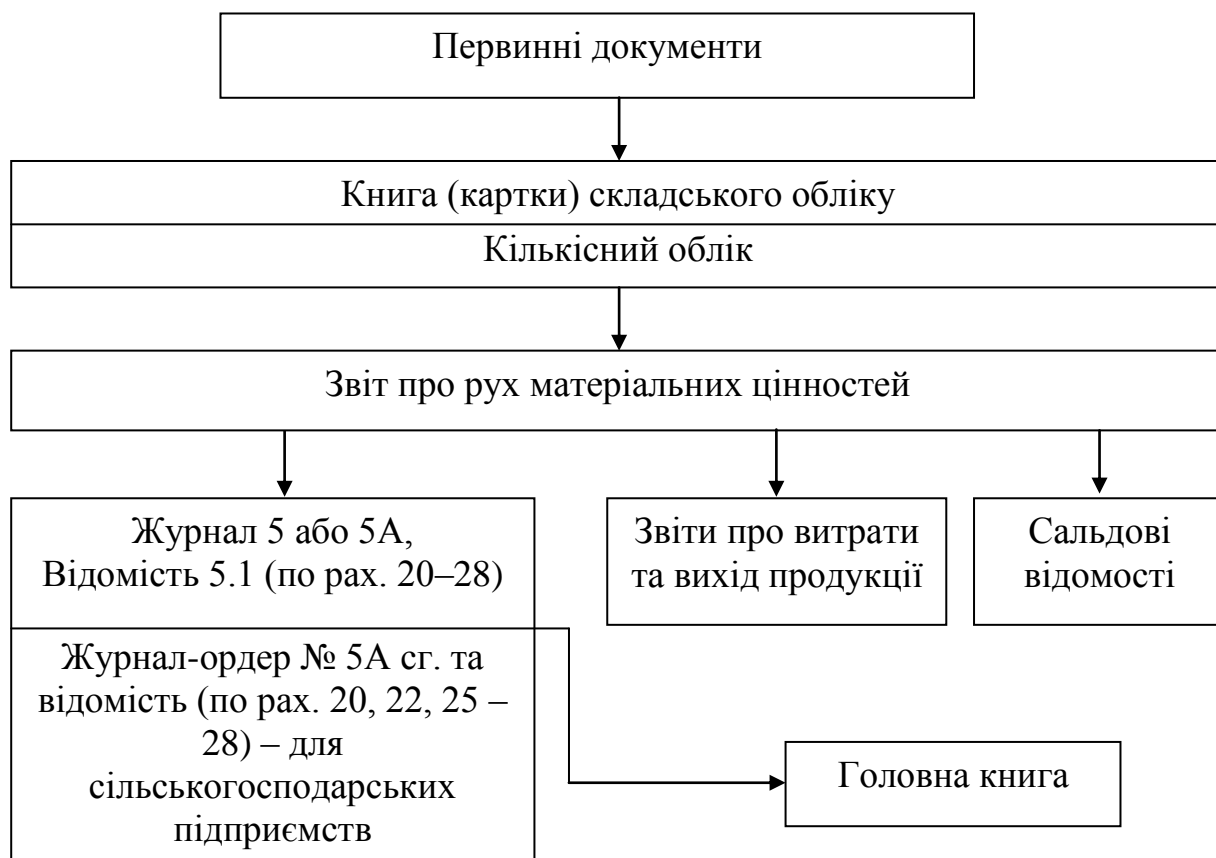 Первинні документи
Книга (картки) складського обліку
Кількісний облік
Звіт про рух матеріальних цінностей
Журнал 5 або 5А,
Відомість 5.1 (по рах. 20–28)
Звіти про витрати
та вихід продукції
Сальдові
відомості
Журнал-ордер № 5А сг. та
відомість (по рах. 20, 22, 25 –
28) – для
сільськогосподарських
підприємств
Головна книга